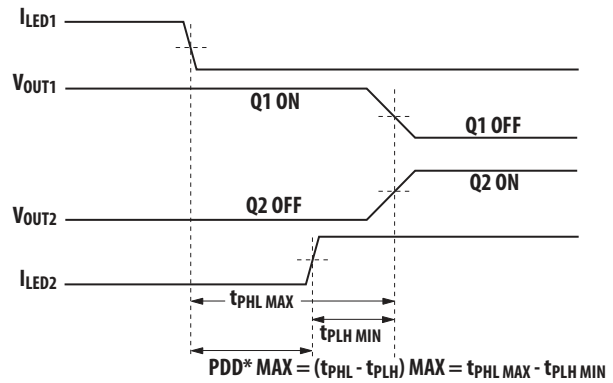 ILED1
VOUT1
Q1 ON
Q1 OFF
Q2 ON
Q2 OFF
VOUT2
ILED2
tPHL MAX
tPLH MIN
PDD* MAX = (tPHL - tPLH) MAX = tPHL MAX - tPLH MIN